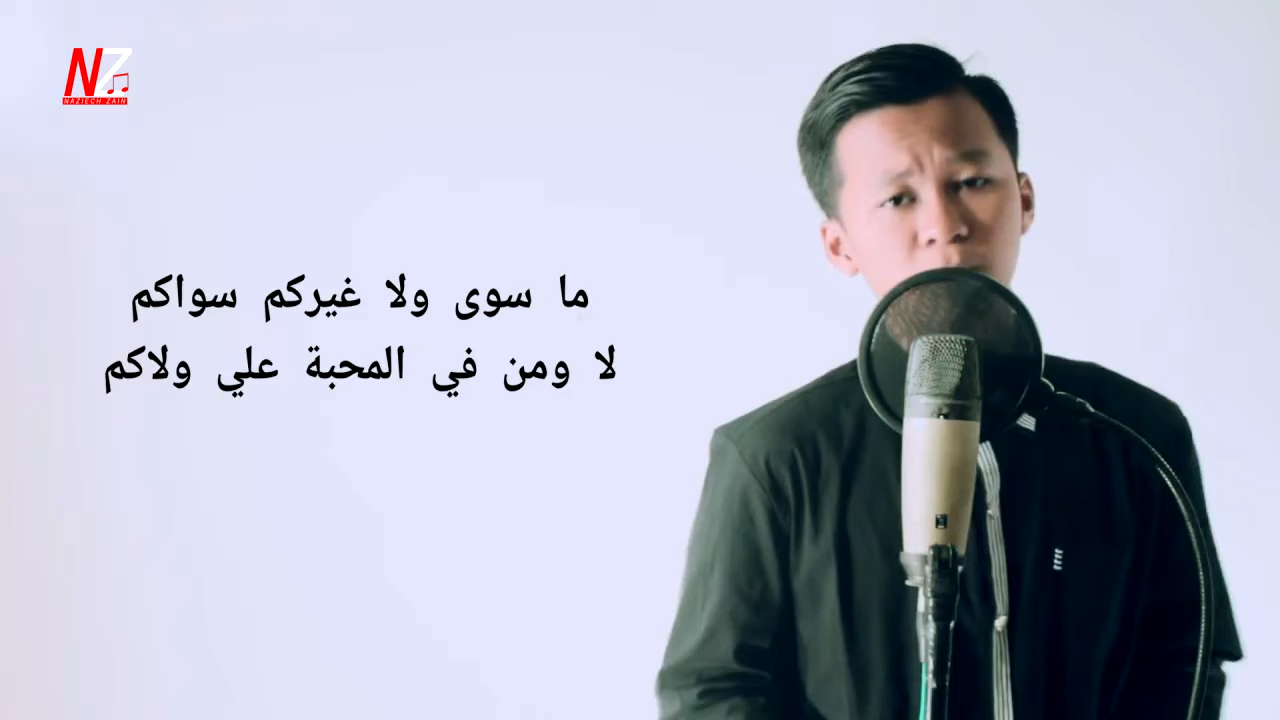 NZ
NAZIECH ZAIN
ما سوى ولا غيركم سواكم
لا ومن في المحبة علي ولاكم